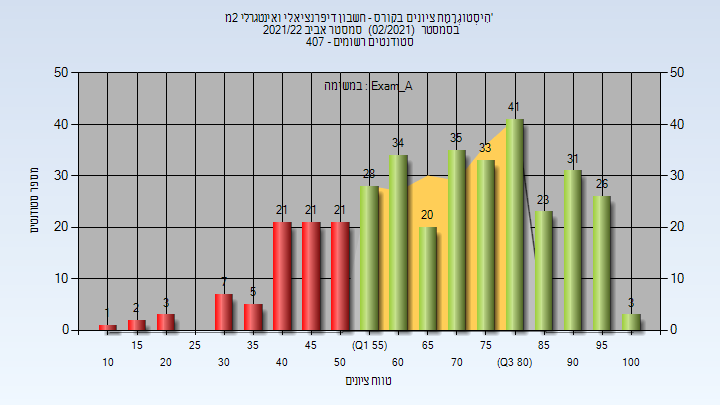 היסטוגרמת ציונים בקורס - חשבון דיפרנציאלי ואינטגרלי 2מ'
בסמסטר (02/2021) סמסטר אביב 2021/22
סטודנטים רשומים - 407
במשימה : Exam_A
50 50
40 40
30 30
20 20
10 10
0 0
מספר סטודנטים
1 2 3 7 5 21 21 21 28 34 20 35 33 41 23 31 26 3
15 25 35 45 (Q1 55) 65 75 85 95
10 20 30 40 50 60 70 (Q3 80) 90 100
טווח ציונים